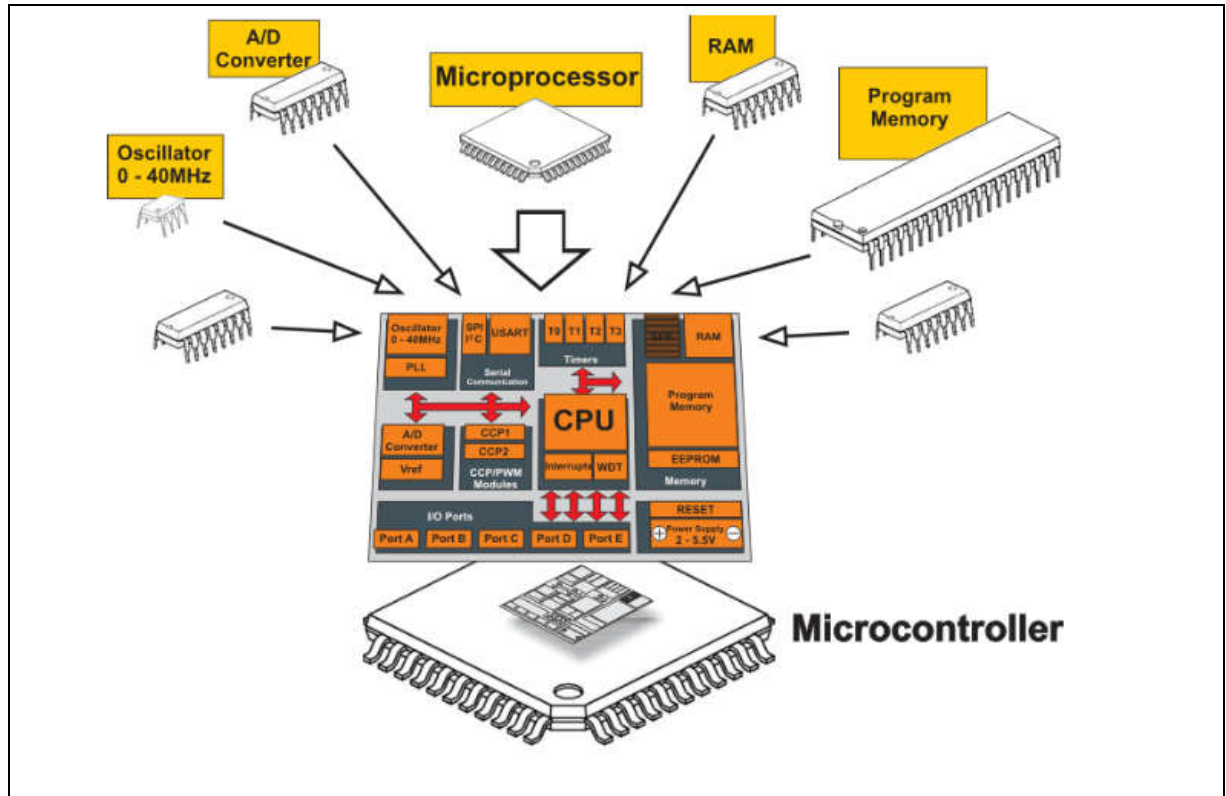 A/D
Converter
Microprocessor
RAM
Program
Memory
Oscillator
0 - 40MHz
Oscillator
0 - 40MHz
PLL
SPI
I²C
USART
Serial
Communication
T0
T1
T2
T3
Timers
RAM
Program
Memory
EEPROM
Memory
A/D
Converter
Vref
CCP1
CCP2
CCP/PWM
Modules
CPU
Interrupts
WDT
I/O Ports
Port A
Port B
Port C
Port D
Port E
RESET
+
Power Supply
2 - 5.5V
−
Microcontroller